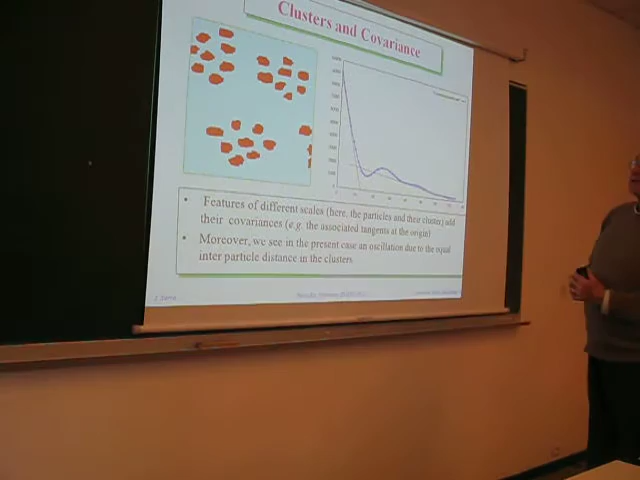 Clusters and Covariance
• Features of different scales (here, the particles and their cluster) add
their covariances (e.g. the associated tangents at the origin)
• Moreover, we see in the present case an oscillation due to the equal
inter particle distance in the clusters.